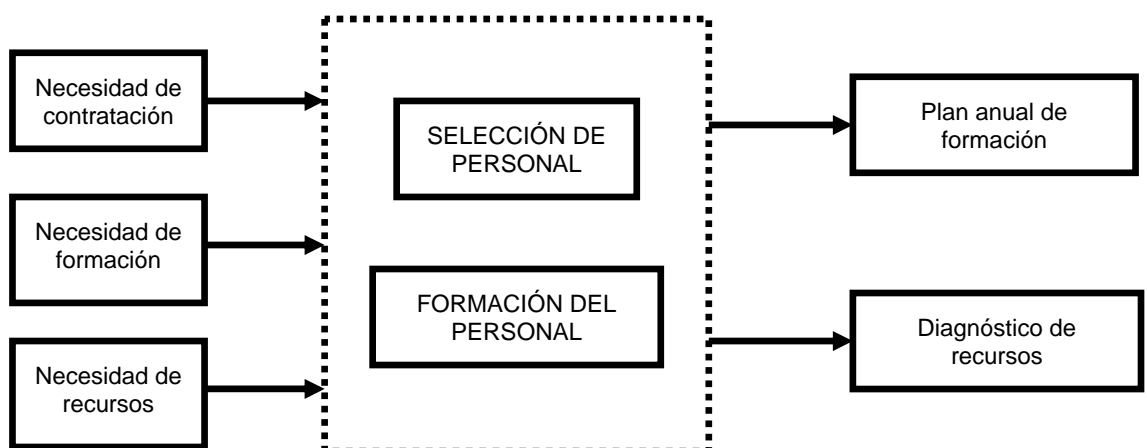 Necesidad de
contratación
Necesidad de
formación
Necesidad de
recursos
SELECCIÓN DE
PERSONAL
FORMACIÓN DEL
PERSONAL
Plan anual de
formación
Diagnóstico de
recursos